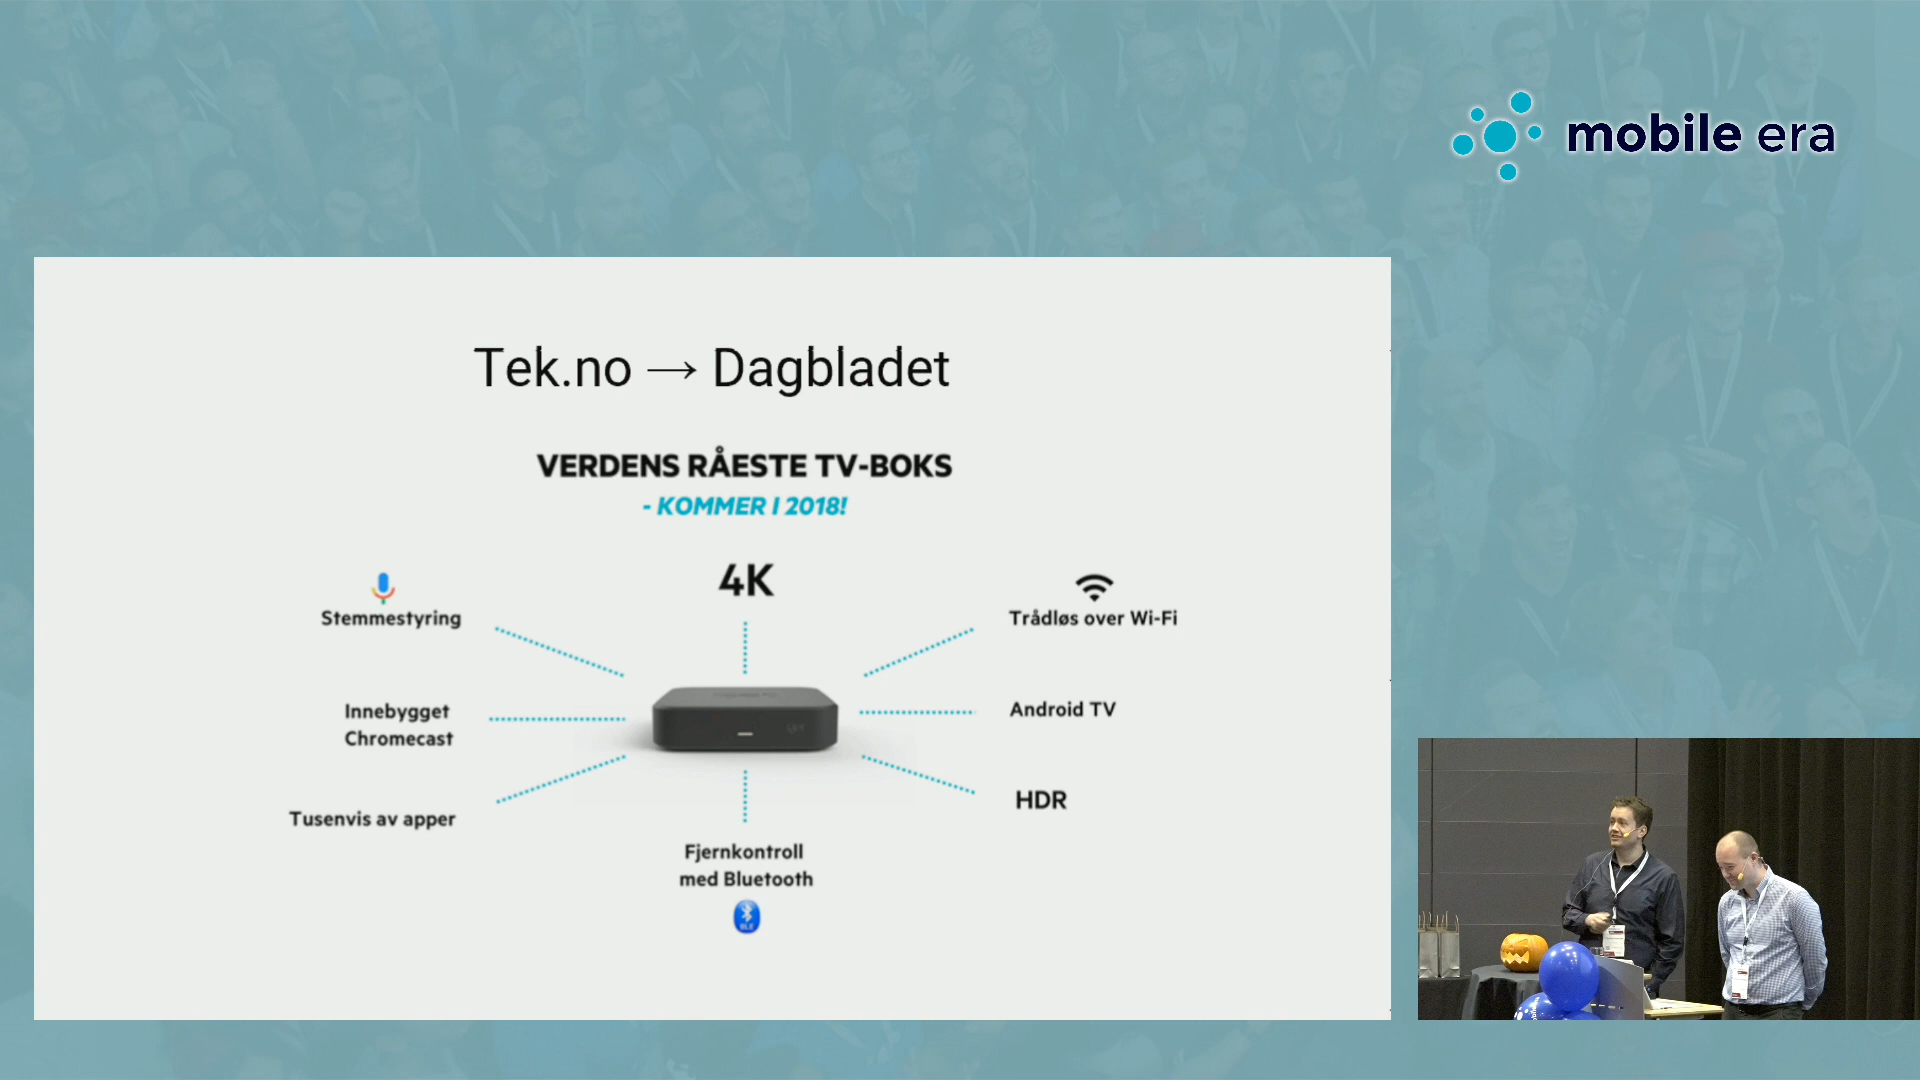 mobile era
Tek.no → Dagbladet
VERDENS RÅESTE TV-BOKS
- KOMMER I 2018!
4K
Stemmestyring
Trådløs over Wi-Fi
Innebygget
Chromecast
Android TV
Tusenvis av apper
HDR
Fjernkontroll
med Bluetooth
BLE